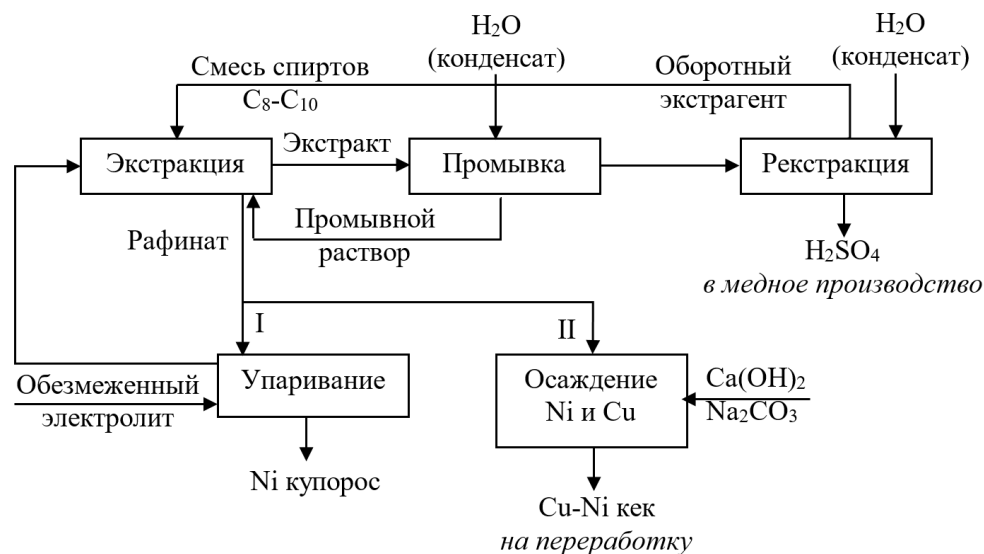 H₂O
(конденсат)
H₂O
(конденсат)
Смесь спиртов
C₈-C₁₀
Оборотный
экстрагент
Экстракция
Экстракт
Промывка
Рекстракция
Промывной
раствор
Рафинат
H₂SO₄
в медное производство
I
II
Обезмеженный
электролит
Упаривание
Осаждение
Ni и Cu
Ca(OH)₂
Na₂CO₃
Ni купорос
Cu-Ni кек
на переработку